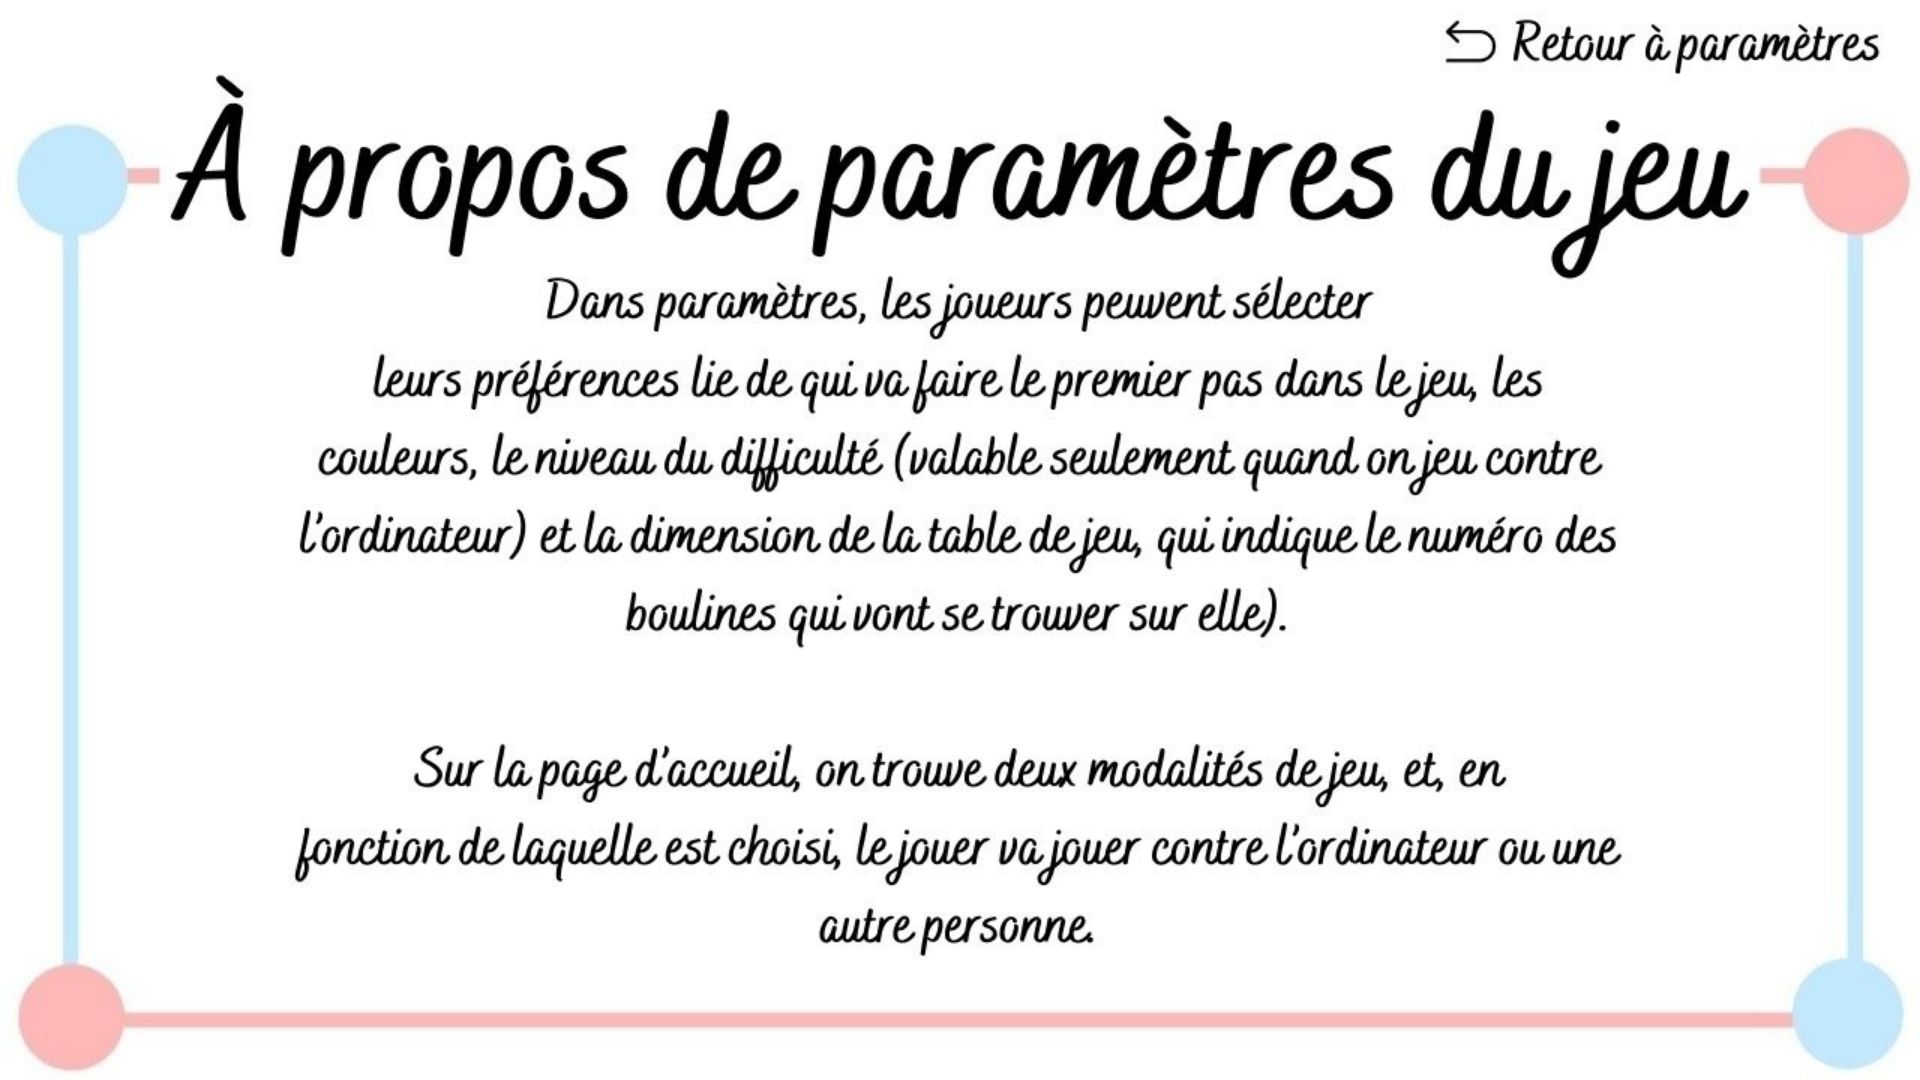 Retour à paramètres
À propos de paramètres du jeu
Dans paramètres, les joueurs peuvent sélecter
leurs préférences lie de qui va faire le premier pas dans le jeu, les
couleurs, le niveau du difficulté (valable seulement quand on jeu contre
l'ordinateur) et la dimension de la table de jeu, qui indique le numéro des
boulines qui vont se trouver sur elle).
Sur la page d'accueil, on trouve deux modalités de jeu, et, en
fonction de laquelle est choisi, le jouer va jouer contre l'ordinateur ou une
autre personne.